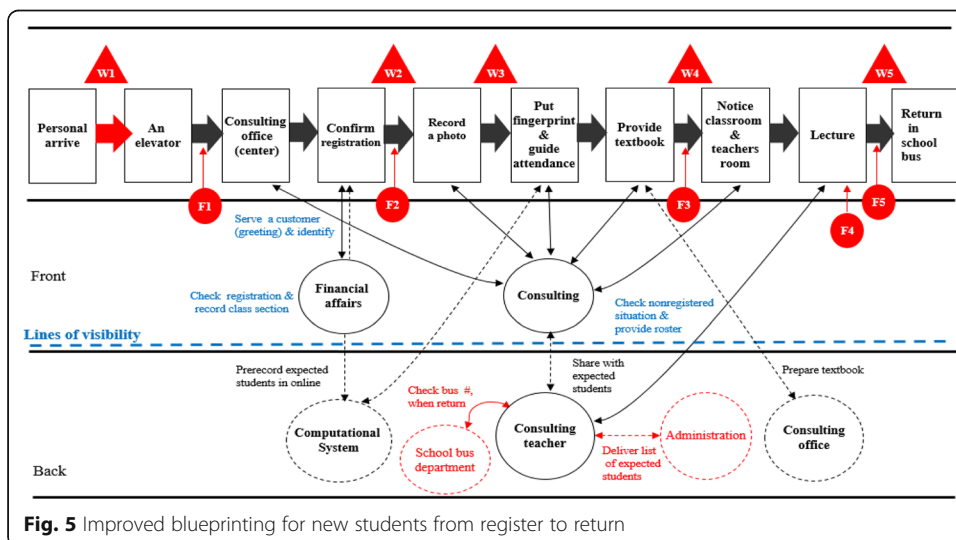 W1
W2
W3
W4
W5
Personal
arrive
An
elevator
Consulting
office
(center)
Confirm
registration
Record
a photo
Put
fingerprint
&
guide
attendance
Provide
textbook
Notice
classroom
&
teachers
room
Lecture
Return
in
school
bus
F1
F2
F3
F4
F5
Serve a customer
(greeting) & identify
Front
Financial
affairs
Consulting
Check registration &
record class section
Check nonregistered
situation &
provide roster
Lines of visibility
Prerecord expected
students in online
Share with
expected
students
Prepare textbook
Check bus #,
when return
Computational
System
School bus
department
Consulting
teacher
Administration
Deliver list
of expected
students
Consulting
office
Back
Fig. 5 Improved blueprinting for new students from register to return